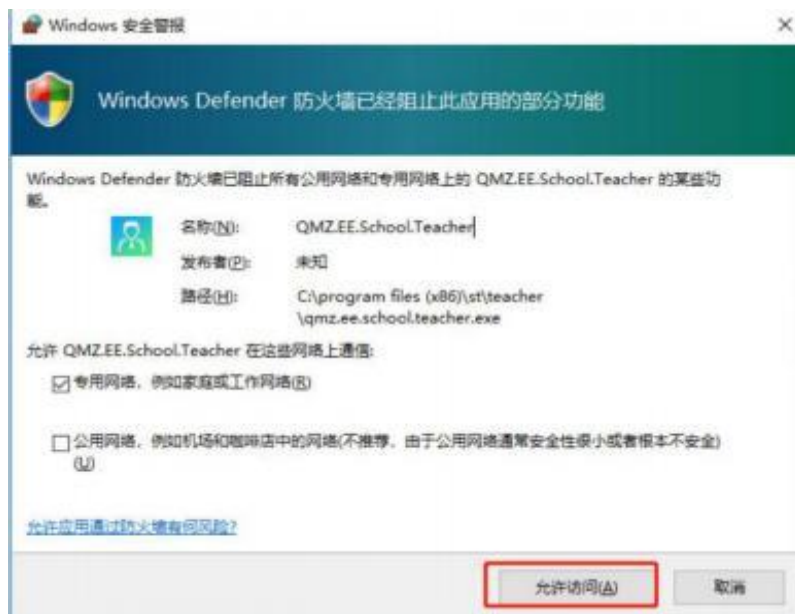 Windows 安全警报
Windows Defender 防火墙已经阻止此应用的部分功能
Windows Defender 防火墙已阻止所有公用网络和专用网络上的 QMZ.EE.School.Teacher 的某些功
能。
名称(N): QMZ.EE.School.Teacher
发布者(P): 未知
路径(H): C:\program files (x86)\st\teacher
\qmz.ee.school.teacher.exe
允许 QMZ.EE.School.Teacher 在这些网络上通信:
专用网络，例如家庭或工作网络(R)
公用网络，例如机场和咖啡店中的网络(不推荐，由于公用网络通常安全性很小或者根本不安全)
(U)
允许应用通过防火墙有何风险?
允许访问(A) 取消